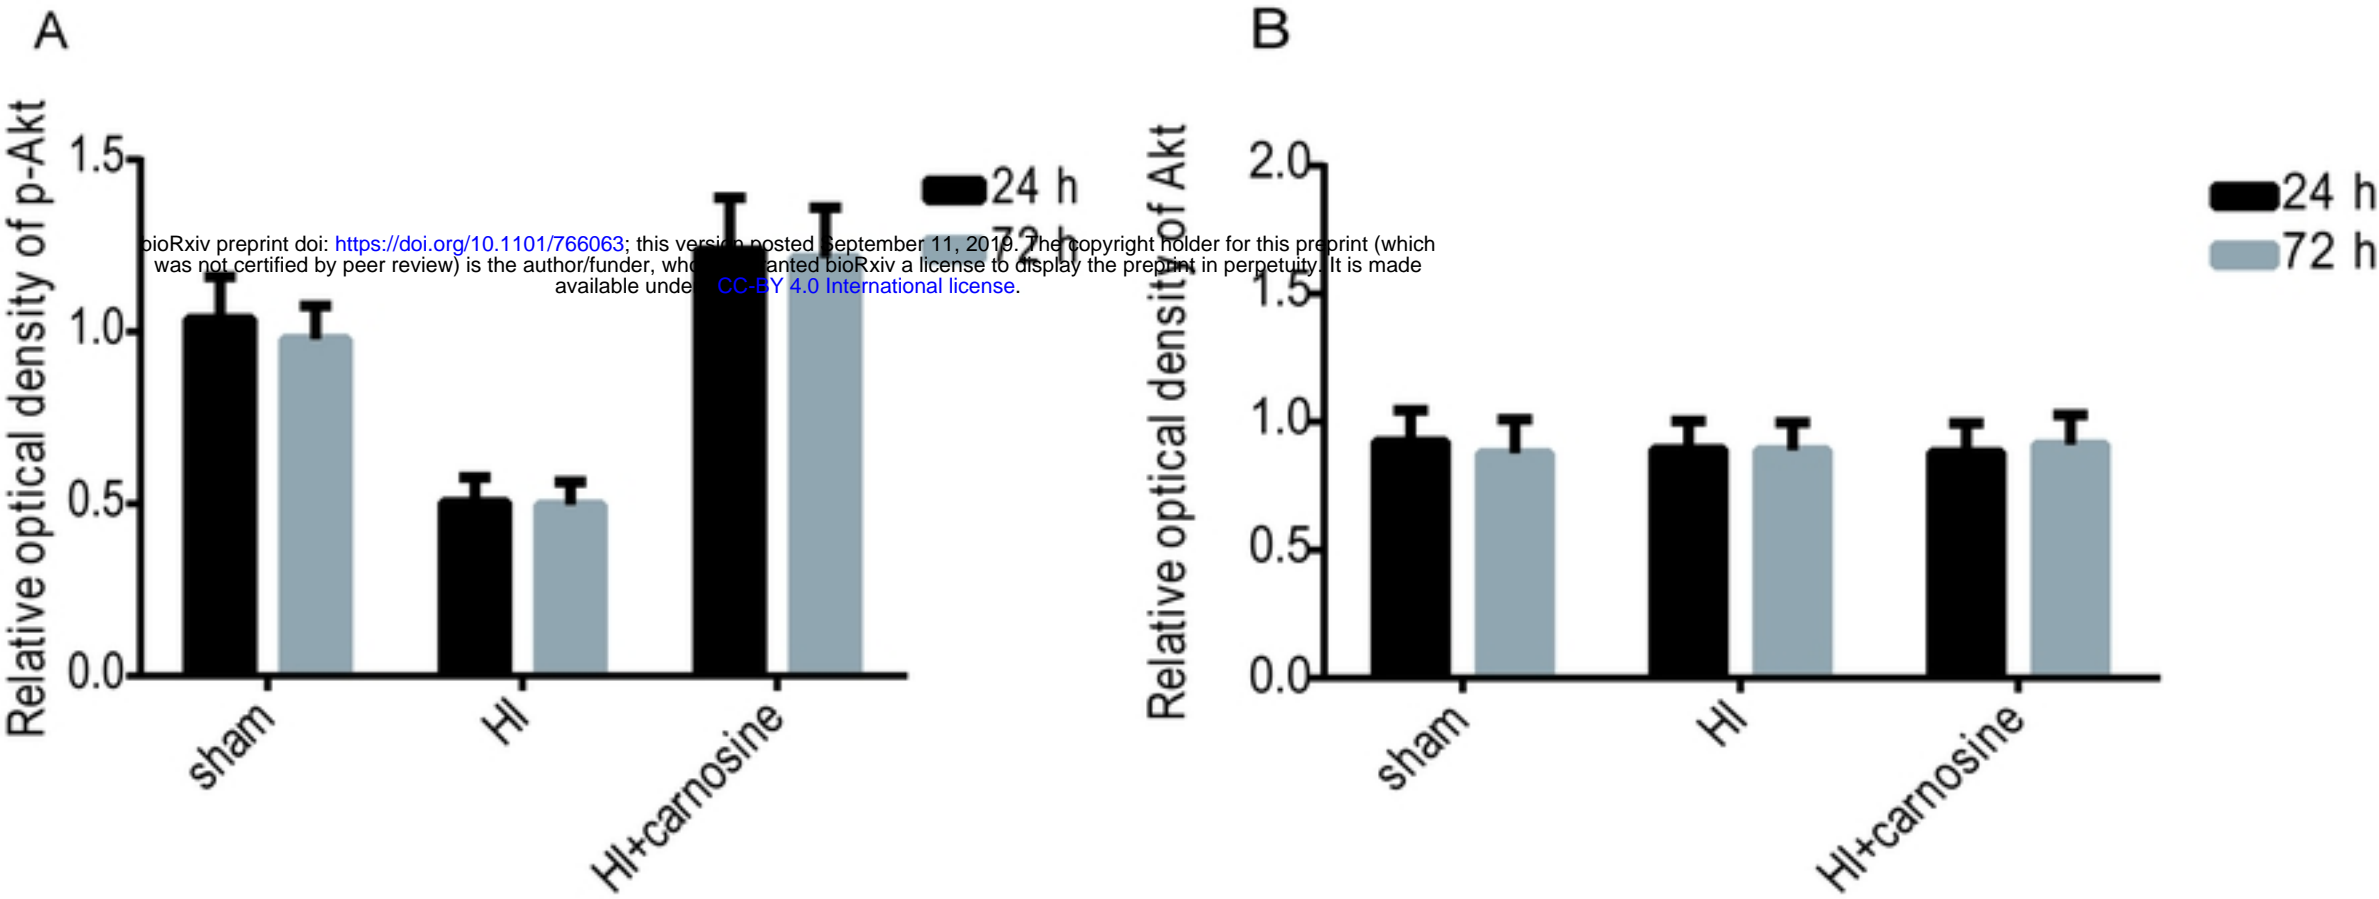 A
B
Relative optical density of p-Akt
1.5
1.0
0.5
0.0
24 h
72 h
sham
HI
HI+carnosine
bioRxiv preprint doi: https://doi.org/10.1101/766063; this version posted September 11, 2019. The copyright holder for this preprint (which
was not certified by peer review) is the author/funder, who granted bioRxiv a license to display the preprint in perpetuity. It is made
available under CC-BY 4.0 International license.
Relative optical density of Akt
2.0
1.5
1.0
0.5
0.0
24 h
72 h
sham
HI
HI+carnosine